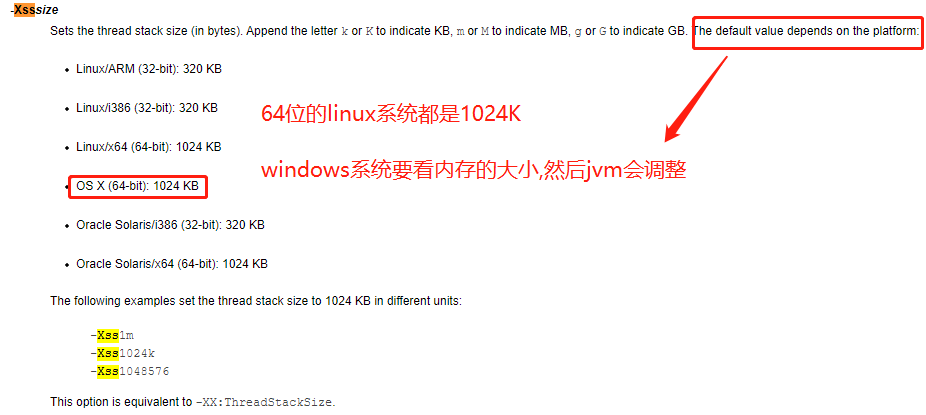 -Xsssize
Sets the thread stack size (in bytes). Append the letter k or K to indicate KB, m or M to indicate MB, g or G to indicate GB. The default value depends on the platform:
Linux/ARM (32-bit): 320 KB
Linux/i386 (32-bit): 320 KB
64位的linux系统都是1024K
Linux/x64 (64-bit): 1024 KB
windows系统要看内存的大小,然后jvm会调整
OS X (64-bit): 1024 KB
Oracle Solaris/i386 (32-bit): 320 KB
Oracle Solaris/x64 (64-bit): 1024 KB
The following examples set the thread stack size to 1024 KB in different units:
-Xss1m
-Xss1024k
-Xss1048576
This option is equivalent to -XX:ThreadStackSize.